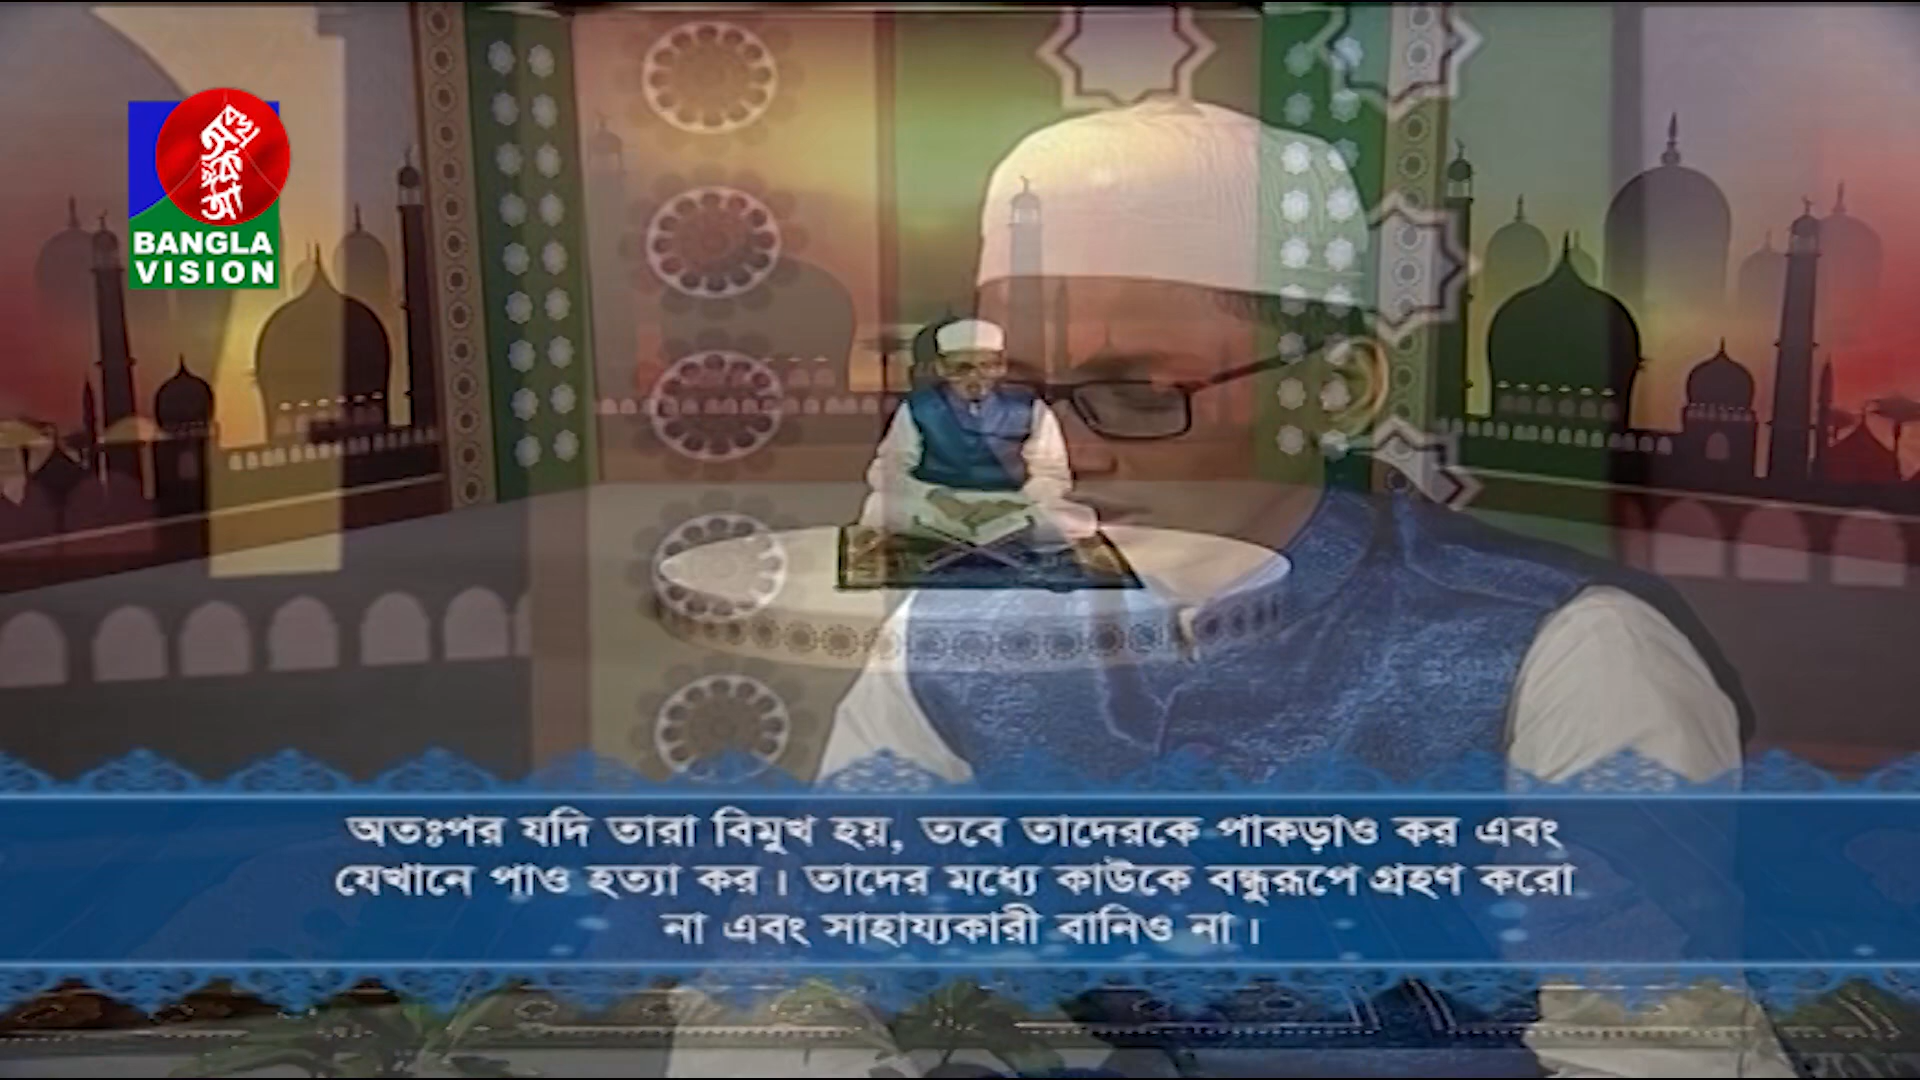 BANGLA
VISION
অতঃপর যদি তারা বিমুখ হয়, তবে তাদেরকে পাকড়াও কর এবং
যেখানে পাও হত্যা কর। তাদের মধ্যে কাউকে বন্ধুরূপে গ্রহণ করো
না এবং সাহায্যকারী বানিও না।